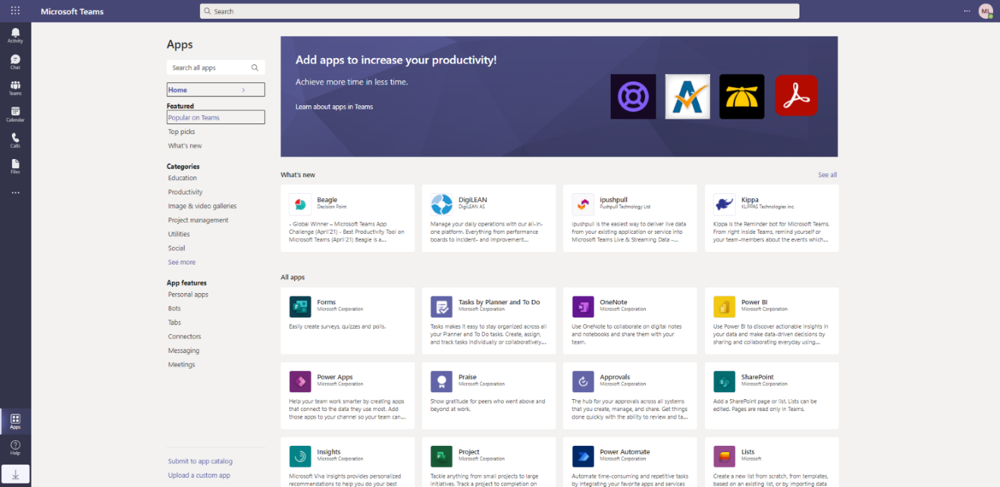 Microsoft Teams
Search
ML
Activity
Chat
Teams
Calendar
Calls
Files
Apps
Help
Apps
Search all apps
Home
Featured
Popular on Teams
Top picks
What's new
Categories
Education
Productivity
Image & video galleries
Project management
Utilities
Social
See more
App features
Personal apps
Bots
Tabs
Connectors
Messaging
Meetings
Submit to app catalog
Upload a custom app
Add apps to increase your productivity!
Achieve more time in less time.
Learn about apps in Teams
What's new
See all
Beagle
Decision Point
- Global Winner – Microsoft Teams App
Challenge (April'21) - Best Productivity Tool on
Microsoft Teams (April'21) Beagle is a...
DigiLEAN
DigiLEAN AS
Manage your daily operations with our all-in-
one platform. Everything from performance
boards to incident- and improvement...
ipushpull
Pushpull Technology Ltd
ipushpull is the easiest way to deliver live data
from your existing application or service into
Microsoft Teams Live & Streaming Data -...
Kippa
KLIPPAS Technologies inc.
Kippa is the Reminder bot for Microsoft Teams.
From right inside Teams, remind yourself or
your team-members about the events which...
All apps
Forms
Microsoft Corporation
Easily create surveys, quizzes and polls.
Tasks by Planner and To Do
Microsoft Corporation
Tasks makes it easy to stay organized across all
your Planner and To Do tasks. Create, assign,
and track tasks individually or collaboratively...
OneNote
Microsoft Corporation
Use OneNote to collaborate on digital notes
and notebooks and share them with your
team.
Power BI
Microsoft Corporation
Use Power BI to discover actionable insights in
your data and make data-driven decisions by
sharing and collaborating everyday using...
Power Apps
Microsoft Corporation
Help your team work smarter by creating apps
that connect to the data they use most. Add
those apps to your channel so your team can...
Praise
Microsoft Corporation
Show gratitude for peers who went above and
beyond at work.
Approvals
Microsoft Corporation
The hub for your approvals across all systems
that you create, manage, and share. Get things
done quickly with the ability to review and ta...
SharePoint
Microsoft Corporation
Add a SharePoint page or list. Lists can be
edited. Pages are read only in Teams.
Insights
Microsoft Corporation
Microsoft Viva Insights provides personalized
recommendations to help you do your best
Project
Microsoft Corporation
Tackle anything from small projects to large
initiatives. Track a project to completion on
Power Automate
Microsoft Corporation
Automate time-consuming and repetitive tasks
by integrating your favorite apps and services
Lists
Microsoft
Create a new list from scratch, from templates,
based on an existing list, or by importing data